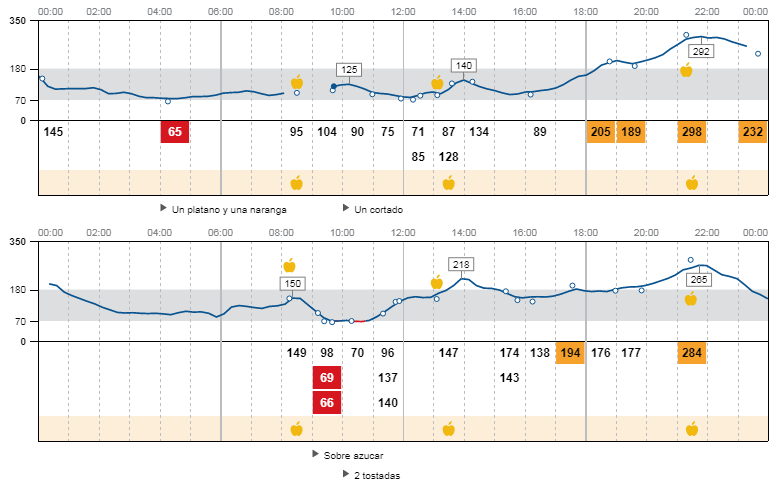 00:00 02:00 04:00 06:00 08:00 10:00 12:00 14:00 16:00 18:00 20:00 22:00 00:00
350
292
140
125
180
70
0
145 65 95 104 90 75 71 87 134 89 205 189 298 232
85 128
Un platano y una naranga Un cortado
00:00 02:00 04:00 06:00 08:00 10:00 12:00 14:00 16:00 18:00 20:00 22:00 00:00
350
218
265
150
180
70
0
149 98 70 96 147 174 138 194 176 177 284
69 137 143
66 140
Sobre azucar
2 tostadas